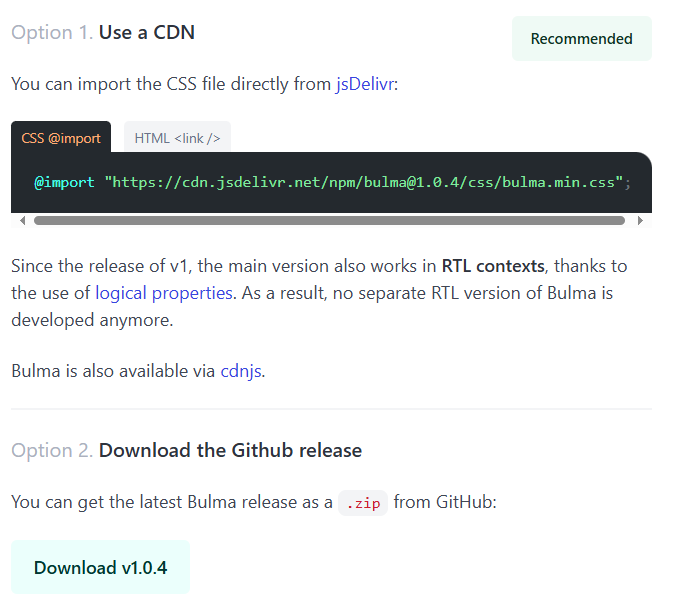 Option 1. Use a CDN
Recommended
You can import the CSS file directly from jsDelivr:
CSS @import
HTML <link />
@import "https://cdn.jsdelivr.net/npm/bulma@1.0.4/css/bulma.min.css";
Since the release of v1, the main version also works in RTL contexts, thanks to
the use of logical properties. As a result, no separate RTL version of Bulma is
developed anymore.
Bulma is also available via cdnjs.
Option 2. Download the Github release
You can get the latest Bulma release as a .zip from GitHub:
Download v1.0.4